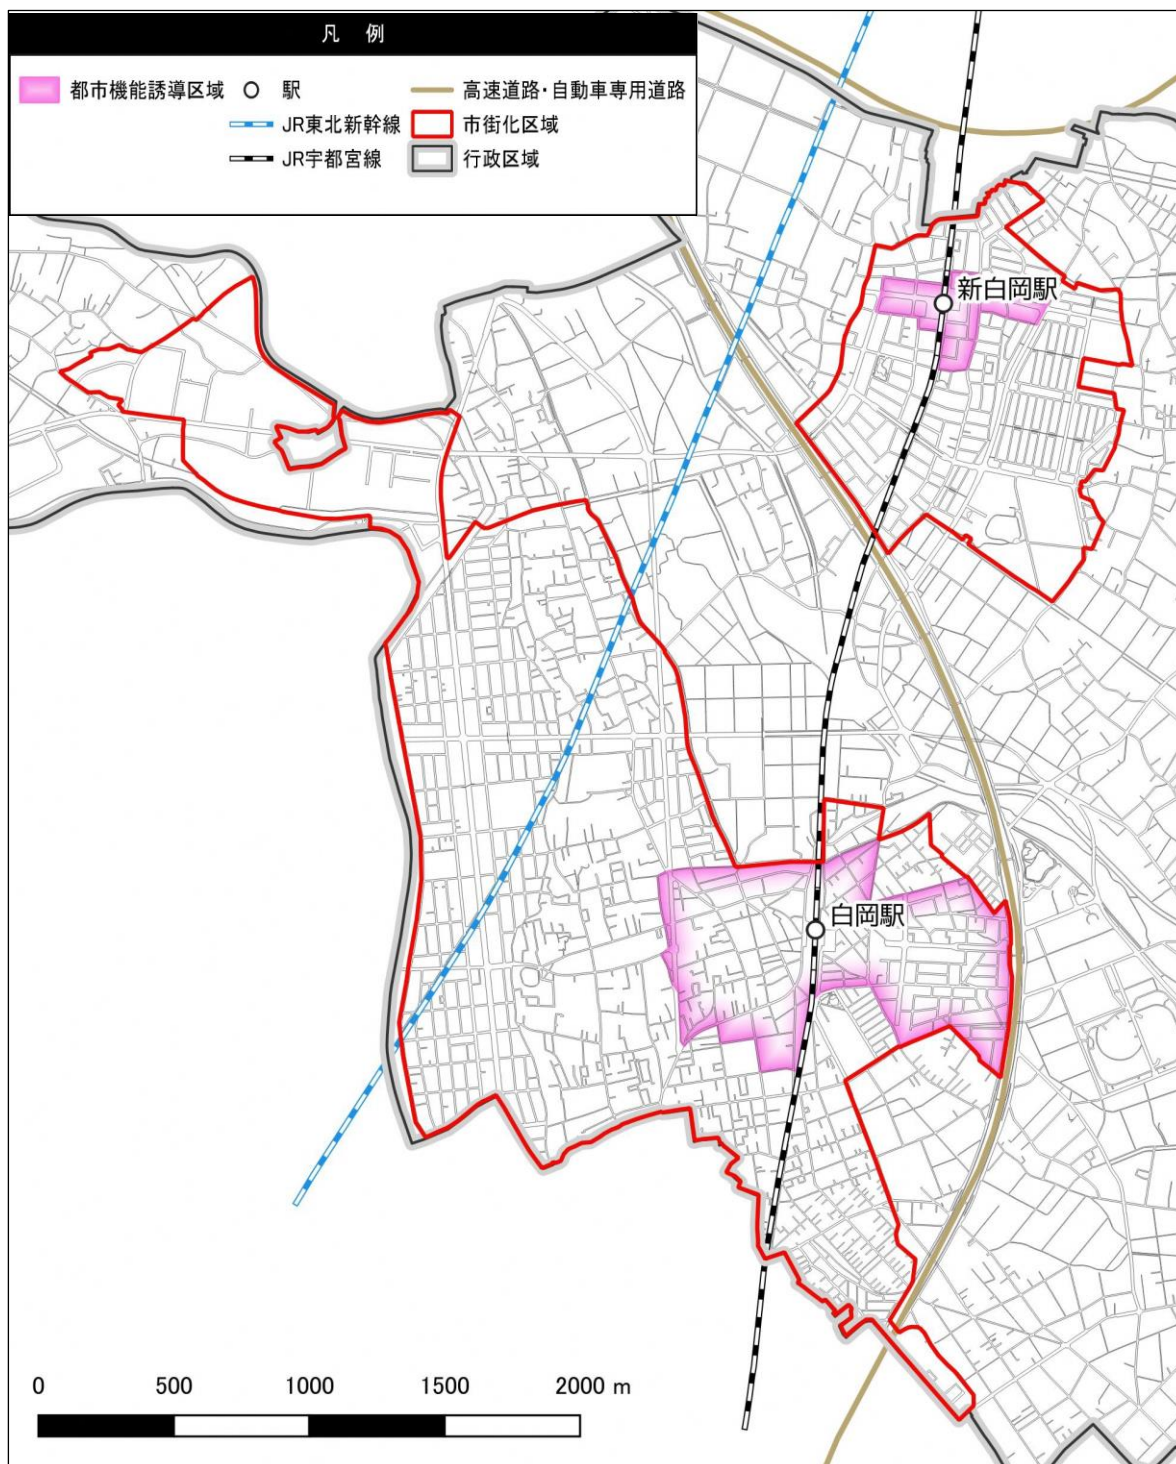 凡 例
都市機能誘導区域
駅
高速道路・自動車専用道路
JR東北新幹線
市街化区域
JR宇都宮線
行政区域
新白岡駅
白岡駅
0 500 1000 1500 2000 m